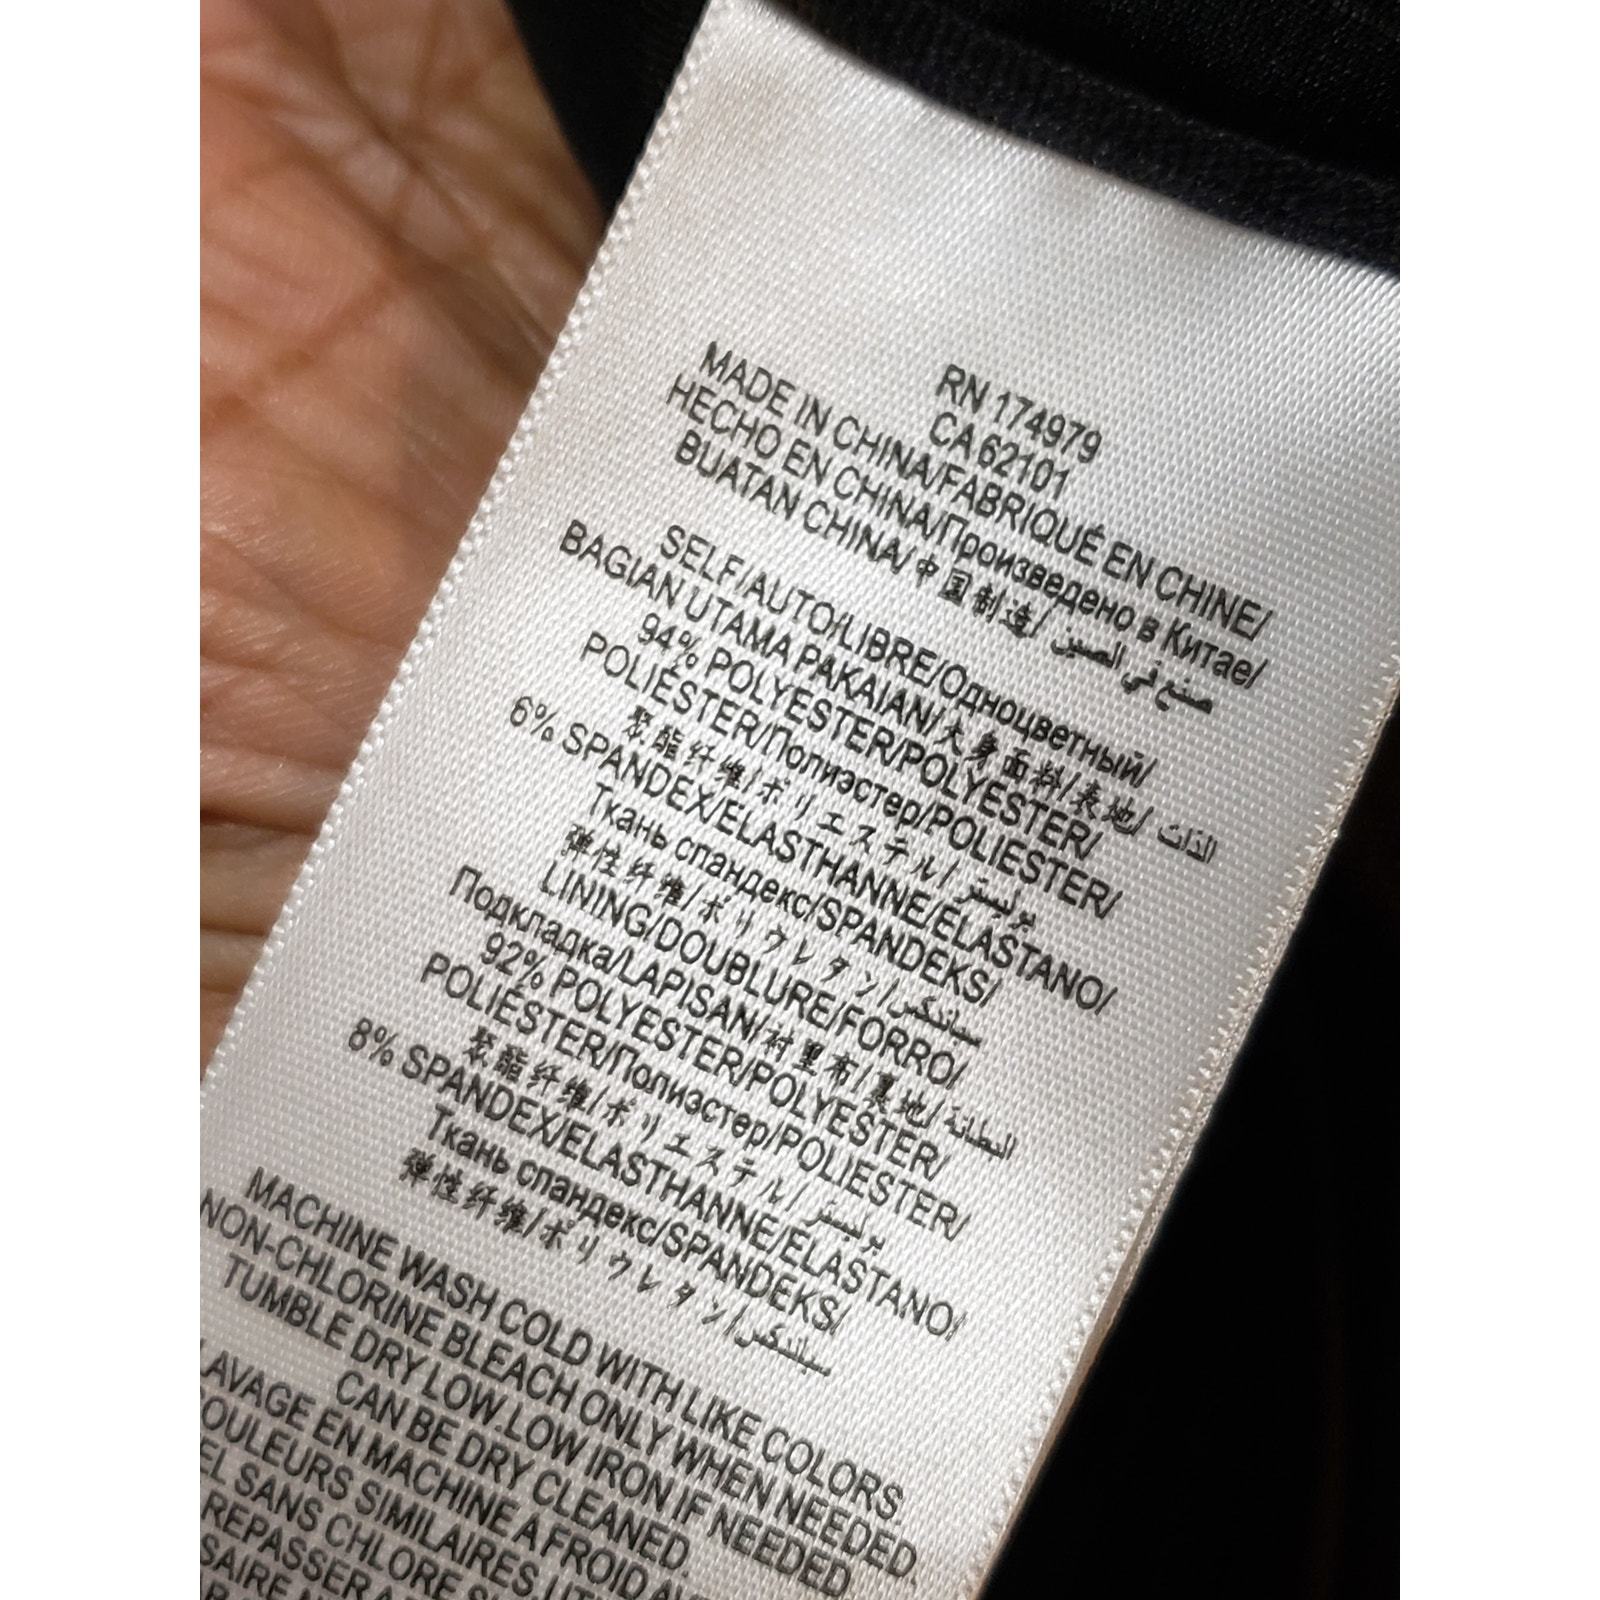 RN 174979
CA 62101
MADE IN CHINA/FABRIQUÉ EN CHINE/
HECHO EN CHINA/Произведено в Китае/
BUATAN CHINA/中国制造/ صنع في الصين
SELF/AUTO/LIBRE/Одноцветный/
BAGIAN UTAMA PAKAIAN/大身面料/表地/ الذات
94% POLYESTER/POLYESTER/
POLIÉSTER/Полиэстер/POLIESTER/
聚酯纤维/ポリエステル/ بوليستر
6% SPANDEX/ELASTHANNE/ELASTANO/
Ткань спандекс/SPANDEKS/
弹性纤维/ポリウレタン/ سباندكس
LINING/DOUBLURE/FORRO/
Подкладка/LAPISAN/衬里布/裏地/ البطانة
92% POLYESTER/POLYESTER/
POLIÉSTER/Полиэстер/POLIESTER/
聚酯纤维/ポリエステル/ بوليستر
8% SPANDEX/ELASTHANNE/ELASTANO/
Ткань спандекс/SPANDEKS/
弹性纤维/ポリウレタン/ سباندكس
MACHINE WASH COLD WITH LIKE COLORS
NON-CHLORINE BLEACH ONLY WHEN NEEDED.
TUMBLE DRY LOW.LOW IRON IF NEEDED
CAN BE DRY CLEANED.
LAVAGE EN MACHINE A FROID
OULEURS SIMILAIRES.
EL SANS CHLORE
REPASSER